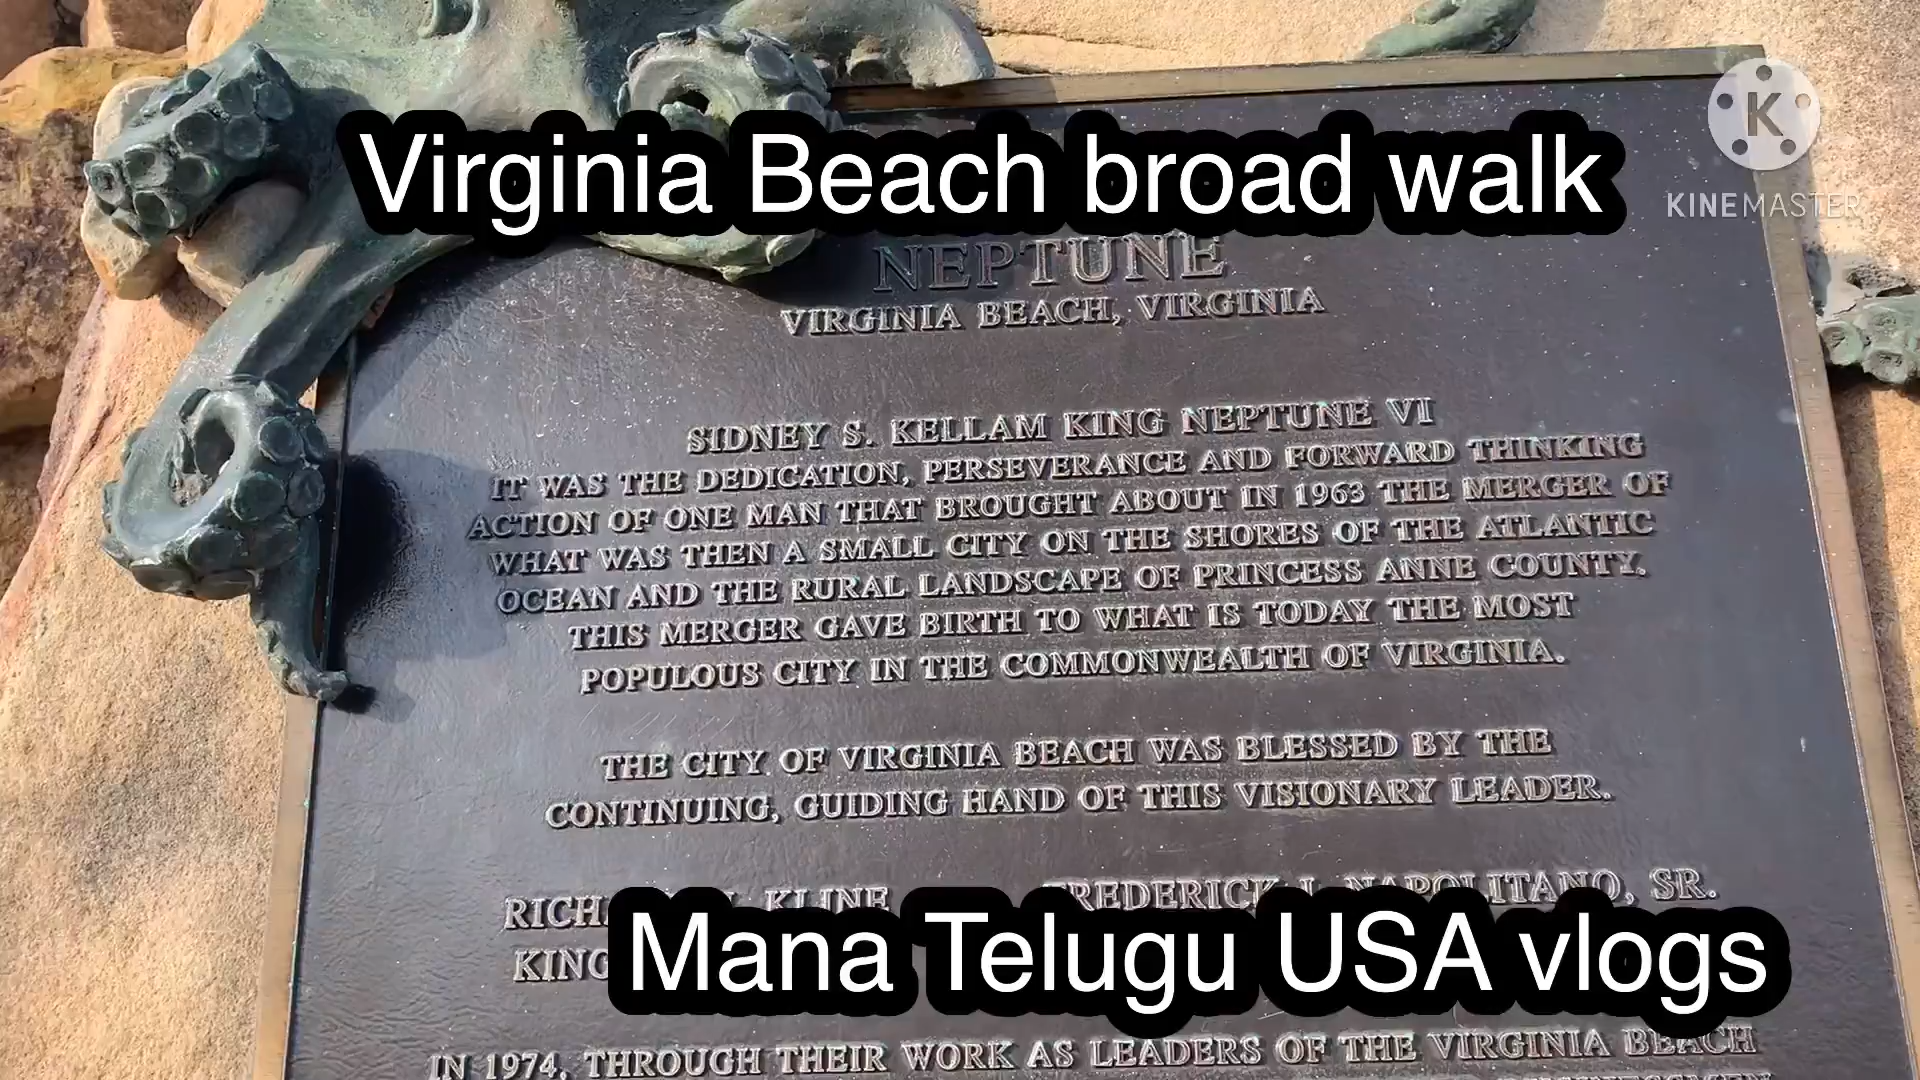 Virginia Beach broad walk
K
KINEMASTER
NEPTUNE
VIRGINIA BEACH, VIRGINIA
SIDNEY S. KELLAM KING NEPTUNE VI
IT WAS THE DEDICATION, PERSEVERANCE AND FORWARD THINKING
ACTION OF ONE MAN THAT BROUGHT ABOUT IN 1963 THE MERGER OF
WHAT WAS THEN A SMALL CITY ON THE SHORES OF THE ATLANTIC
OCEAN AND THE RURAL LANDSCAPE OF PRINCESS ANNE COUNTY.
THIS MERGER GAVE BIRTH TO WHAT IS TODAY THE MOST
POPULOUS CITY IN THE COMMONWEALTH OF VIRGINIA.
THE CITY OF VIRGINIA BEACH WAS BLESSED BY THE
CONTINUING, GUIDING HAND OF THIS VISIONARY LEADER.
KLINE FREDERICK J. NAPOLITANO, SR.
Mana Telugu USA vlogs
IN 1974, THROUGH THEIR WORK AS LEADERS OF THE VIRGINIA BEACH